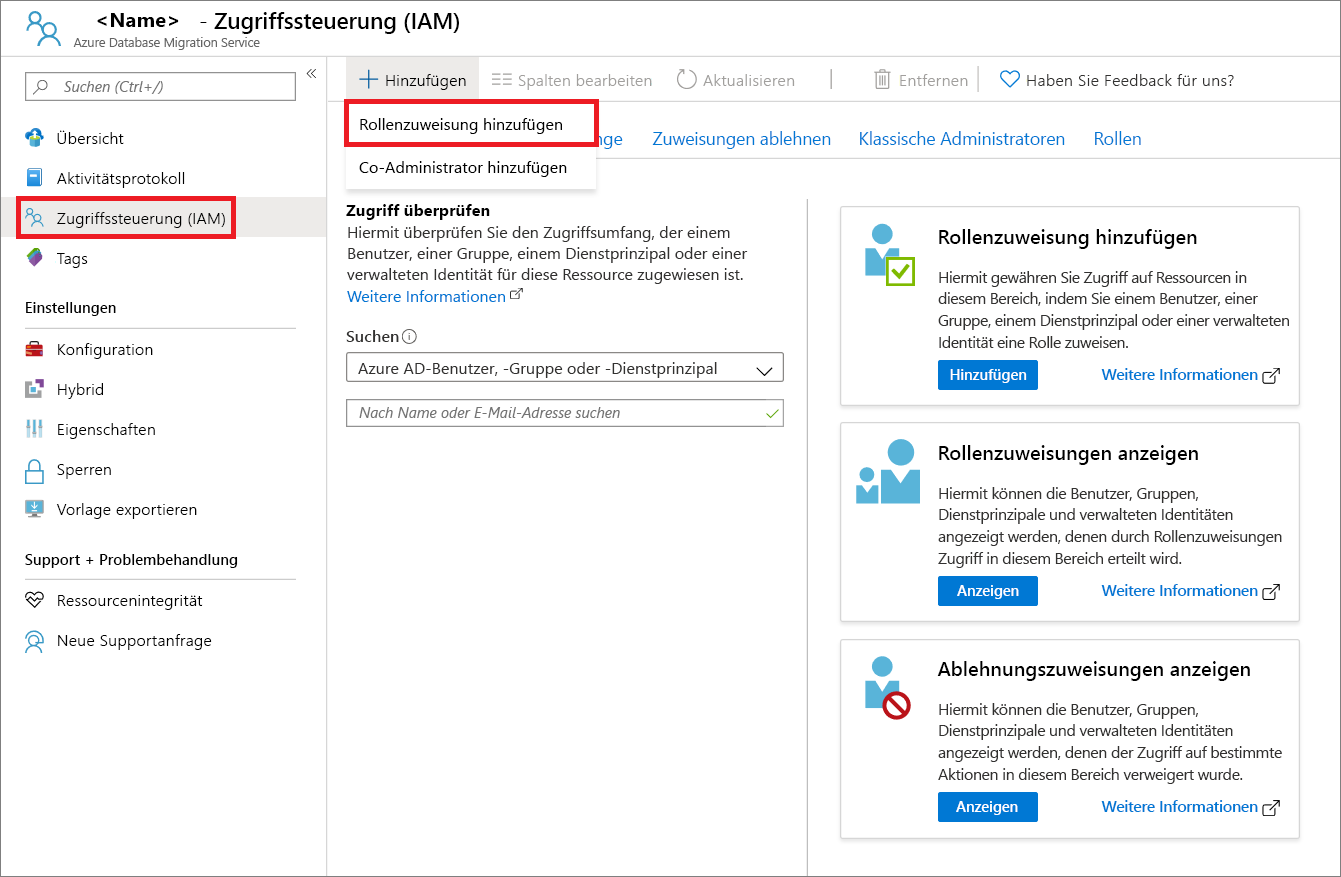 <Name> - Zugriffssteuerung (IAM)
Azure Database Migration Service
Suchen (Ctrl+/)
Übersicht
Aktivitätsprotokoll
Zugriffssteuerung (IAM)
Tags
Einstellungen
Konfiguration
Hybrid
Eigenschaften
Sperren
Vorlage exportieren
Support + Problembehandlung
Ressourcenintegrität
Neue Supportanfrage
Hinzufügen
Spalten bearbeiten
Aktualisieren
Entfernen
Haben Sie Feedback für uns?
Rollenzuweisung hinzufügen
Co-Administrator hinzufügen
Zuweisungen ablehnen
Klassische Administratoren
Rollen
Zugriff überprüfen
Hiermit überprüfen Sie den Zugriffsumfang, der einem
Benutzer, einer Gruppe, einem Dienstprinzipal oder einer
verwalteten Identität für diese Ressource zugewiesen ist.
Weitere Informationen
Suchen
Azure AD-Benutzer, -Gruppe oder -Dienstprinzipal
Nach Name oder E-Mail-Adresse suchen
Rollenzuweisung hinzufügen
Hiermit gewähren Sie Zugriff auf Ressourcen in
diesem Bereich, indem Sie einem Benutzer, einer
Gruppe, einem Dienstprinzipal oder einer verwalteten
Identität eine Rolle zuweisen.
Hinzufügen
Weitere Informationen
Rollenzuweisungen anzeigen
Hiermit können die Benutzer, Gruppen,
Dienstprinzipale und verwalteten Identitäten
angezeigt werden, denen durch Rollenzuweisungen
Zugriff in diesem Bereich erteilt wird.
Anzeigen
Weitere Informationen
Ablehnungszuweisungen anzeigen
Hiermit können die Benutzer, Gruppen,
Dienstprinzipale und verwalteten Identitäten
angezeigt werden, denen der Zugriff auf bestimmte
Aktionen in diesem Bereich verweigert wurde.
Anzeigen
Weitere Informationen